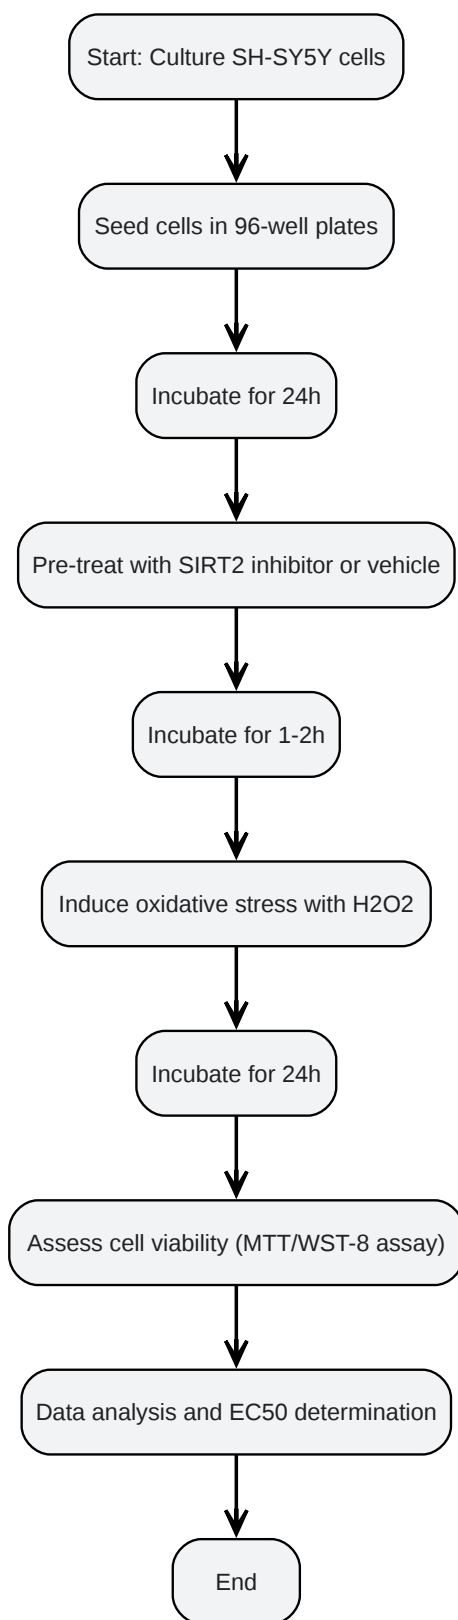 Start: Culture SH-SY5Y cells
Seed cells in 96-well plates
Incubate for 24h
Pre-treat with SIRT2 inhibitor or vehicle
Incubate for 1-2h
Induce oxidative stress with H2O2
Incubate for 24h
Assess cell viability (MTT/WST-8 assay)
Data analysis and EC50 determination
End